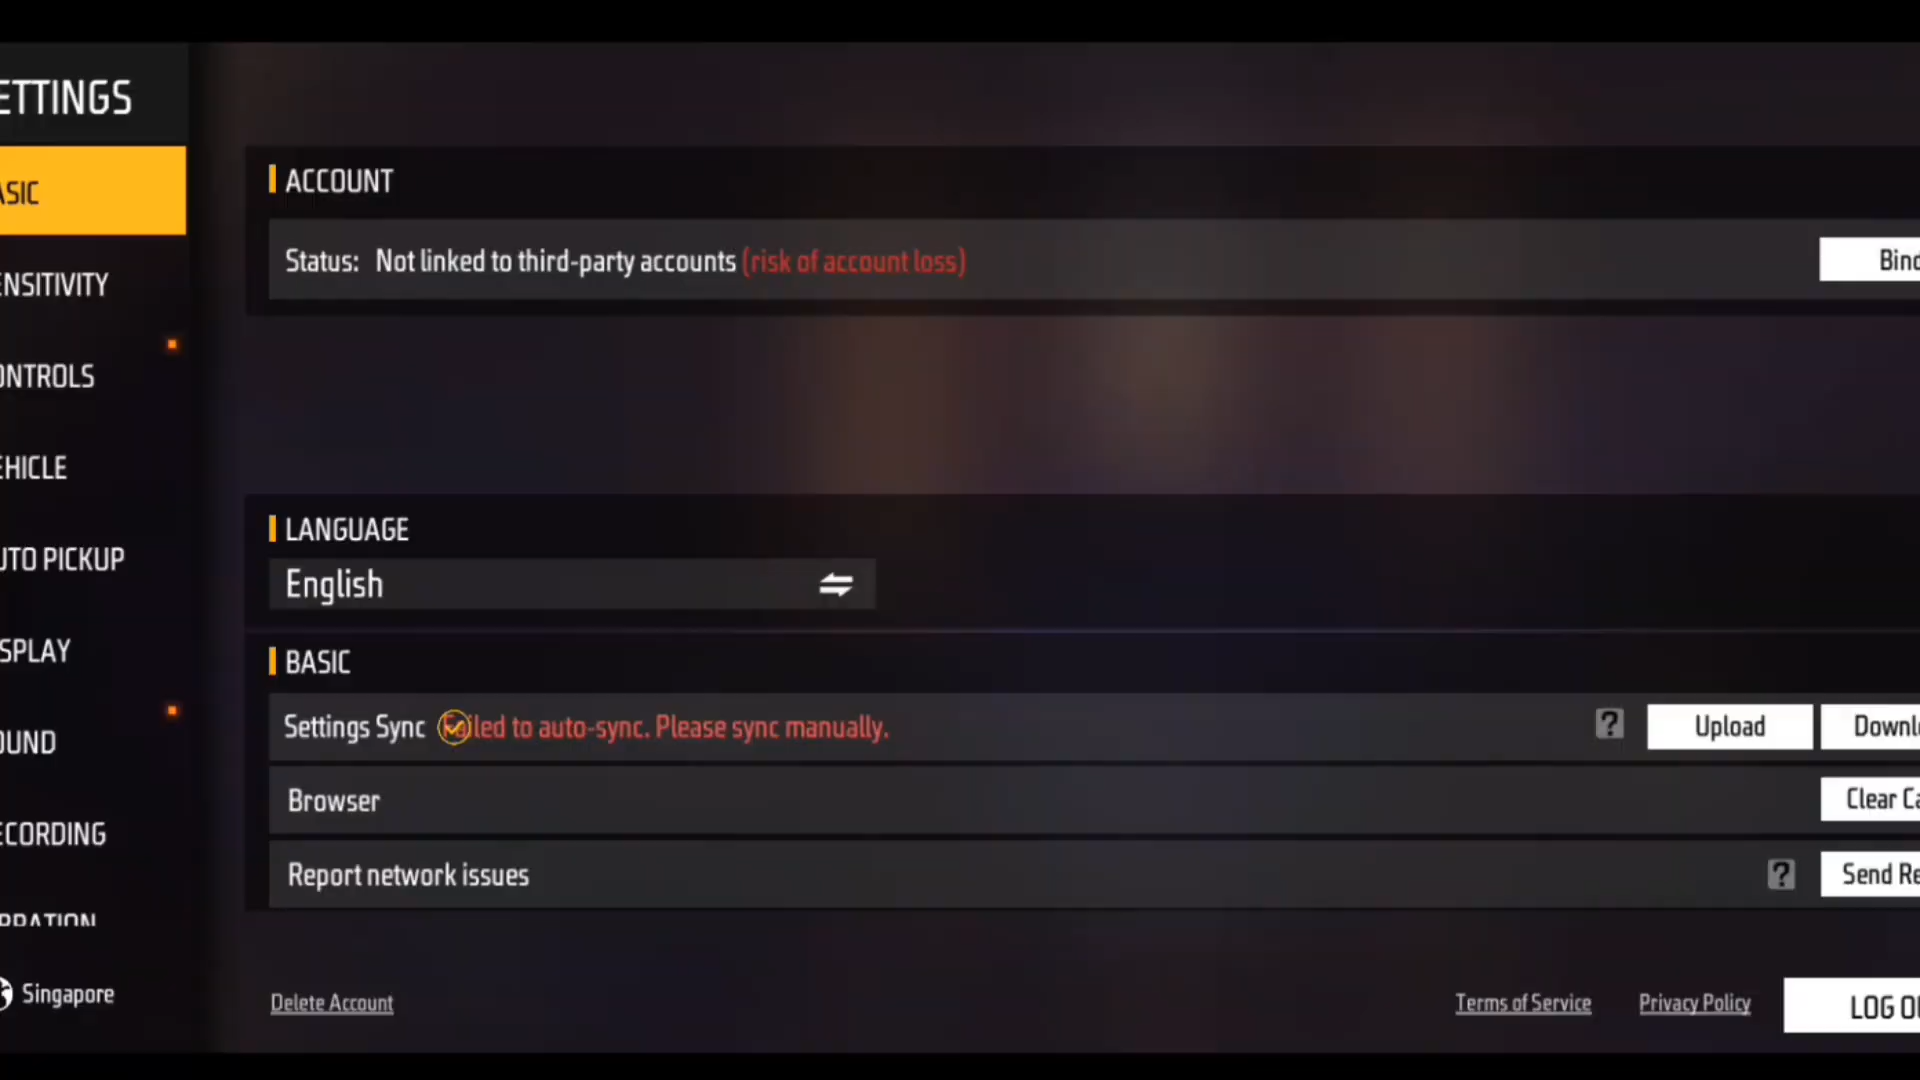 ETTINGS
ASIC
ENSITIVITY
ONTROLS
EHICLE
UTO PICKUP
ISPLAY
OUND
ECORDING
Singapore
ACCOUNT
Status: Not linked to third-party accounts (risk of account loss)
Bind
LANGUAGE
English
BASIC
Settings Sync Failed to auto-sync. Please sync manually.
? Upload Downl
Browser
Clear Ca
Report network issues
? Send Re
Delete Account
Terms of Service
Privacy Policy
LOG O